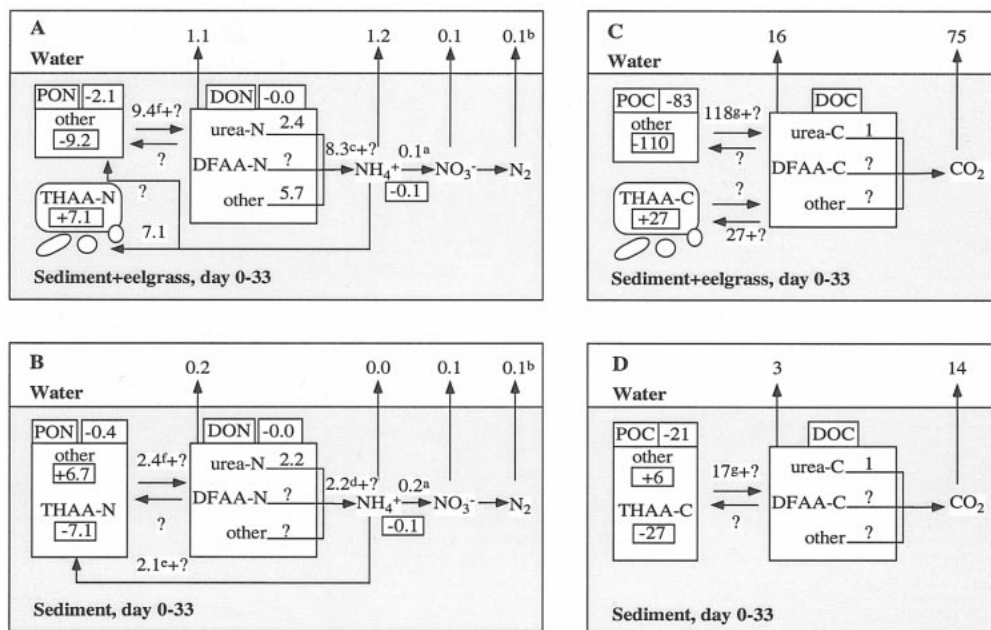 A
1.1 1.2 0.1 0.1ᵇ
Water
PON -2.1
DON -0.0
other
-9.2
9.4ᶠ+?
?
urea-N 2.4
DFAA-N ?
other 5.7
8.3ᶜ+?
NH₄⁺
0.1ᵃ
NO₃⁻
N₂
-0.1
?
THAA-N
+7.1
7.1
Sediment+eelgrass, day 0-33
C
16 75
Water
POC -83
DOC
other
-110
118ᵍ+?
?
urea-C 1
DFAA-C ?
other ?
CO₂
THAA-C
+27
?
27+?
Sediment+eelgrass, day 0-33
B
0.2 0.0 0.1 0.1ᵇ
Water
PON -0.4
DON -0.0
other
+6.7
2.4ᶠ+?
?
urea-N 2.2
DFAA-N ?
other ?
2.2ᵈ+?
NH₄⁺
0.2ᵃ
NO₃⁻
N₂
-0.1
THAA-N
-7.1
2.1ᵉ+?
Sediment, day 0-33
D
3 14
Water
POC -21
DOC
other
+6
17ᵍ+?
?
urea-C 1
DFAA-C ?
other ?
CO₂
THAA-C
-27
Sediment, day 0-33